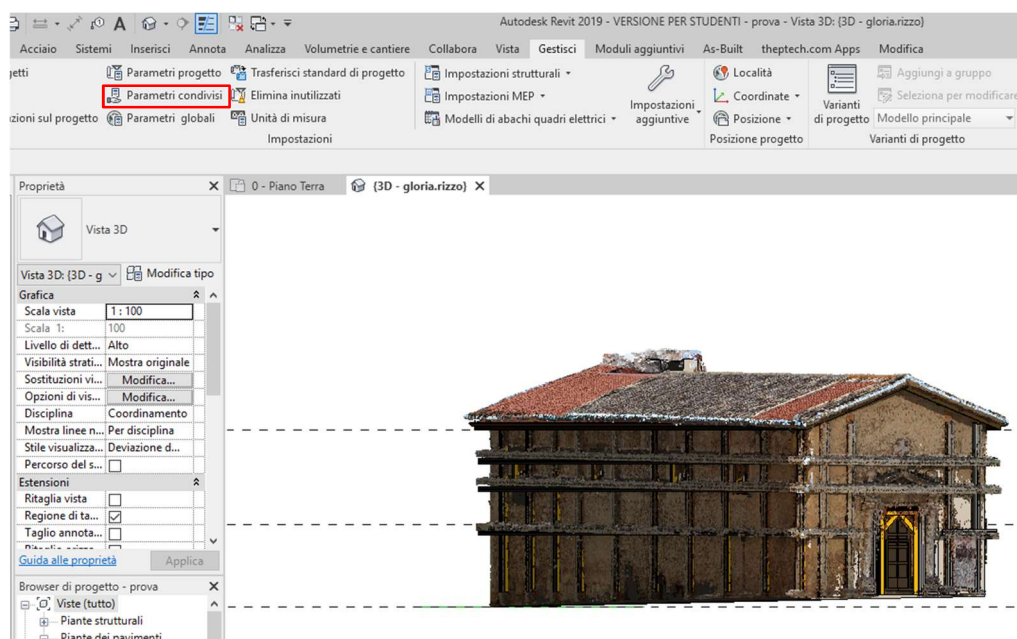 Autodesk Revit 2019 - VERSIONE PER STUDENTI - prova - Vista 3D: {3D - gloria.rizzo}
Acciaio Sistemi Inserisci Annota Analizza Volumetrie e cantiere Collabora Vista Gestisci Moduli aggiuntivi As-Built theptech.com Apps Modifica
getti Parametri progetto Trasferisci standard di progetto Impostazioni strutturali Località Aggiungi a gruppo
Parametri condivisi Elimina inutilizzati Impostazioni MEP Coordinate Seleziona per modificare
Impostazioni aggiuntive
Varianti di progetto
zioni sul progetto Parametri globali Unità di misura Modelli di abachi quadri elettrici Posizione Modello principale
Impostazioni Posizione progetto Varianti di progetto
Proprietà X 0 - Piano Terra {3D - gloria.rizzo} X
Vista 3D
Vista 3D: {3D - g Modifica tipo
Grafica
Scala vista 1 : 100
Scala 1: 100
Livello di dett... Alto
Visibilità strati... Mostra originale
Sostituzioni vi... Modifica...
Opzioni di vis... Modifica...
Disciplina Coordinamento
Mostra linee n... Per disciplina
Stile visualizza... Deviazione d...
Percorso del s...
Estensioni
Ritaglia vista
Regione di ta...
Taglio annota...
Guida alle proprietà Applica
Browser di progetto - prova X
Viste (tutto)
Piante strutturali
Piante dei pavimenti